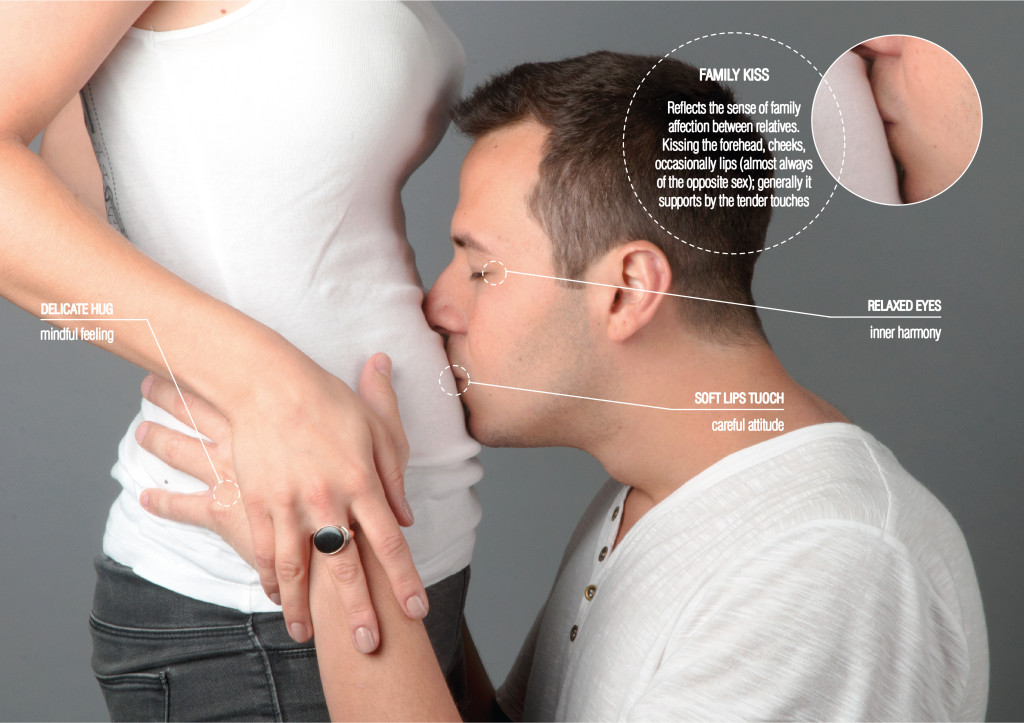 FAMILY KISS
Reflects the sense of family
affection between relatives.
Kissing the forehead, cheeks,
occasionally lips (almost always
of the opposite sex); generally it
supports by the tender touches
DELICATE HUG
mindful feeling
RELAXED EYES
inner harmony
SOFT LIPS TUOCH
careful attitude